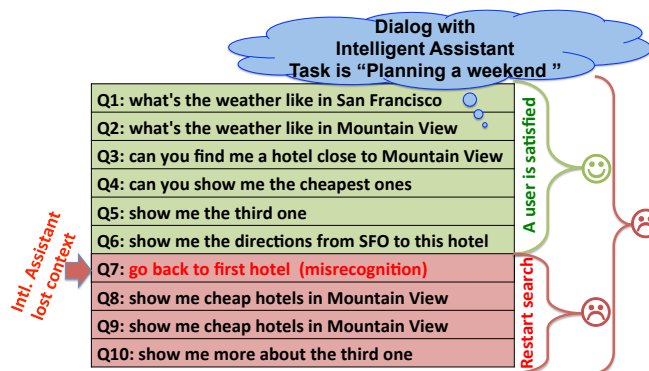 Dialog with
Intelligent Assistant
Task is “Planning a weekend ”
Q1: what's the weather like in San Francisco
Q2: what's the weather like in Mountain View
Q3: can you find me a hotel close to Mountain View
Q4: can you show me the cheapest ones
Q5: show me the third one
Q6: show me the directions from SFO to this hotel
Q7: go back to first hotel (misrecognition)
Q8: show me cheap hotels in Mountain View
Q9: show me cheap hotels in Mountain View
Q10: show me more about the third one
Intl. Assistant
lost context
A user is satisfied
Restart search